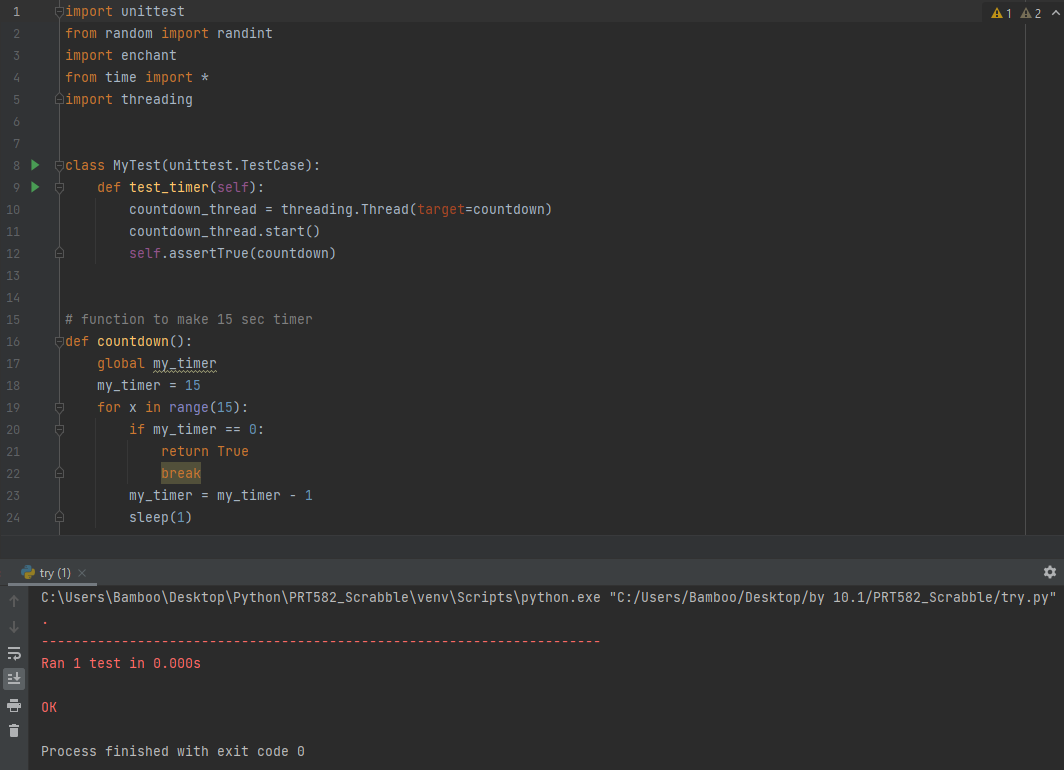 1 import unittest
2 from random import randint
3 import enchant
4 from time import *
5 import threading
6
7
8 class MyTest(unittest.TestCase):
9     def test_timer(self):
10         countdown_thread = threading.Thread(target=countdown)
11         countdown_thread.start()
12         self.assertTrue(countdown)
13
14
15 # function to make 15 sec timer
16 def countdown():
17     global my_timer
18     my_timer = 15
19     for x in range(15):
20         if my_timer == 0:
21             return True
22             break
23         my_timer = my_timer - 1
24         sleep(1)
1 2
try (1)
C:\Users\Bamboo\Desktop\Python\PRT582_Scrabble\venv\Scripts\python.exe "C:/Users/Bamboo/Desktop/by 10.1/PRT582_Scrabble/try.py"
.
----------------------------------------------------------------------
Ran 1 test in 0.000s
OK
Process finished with exit code 0